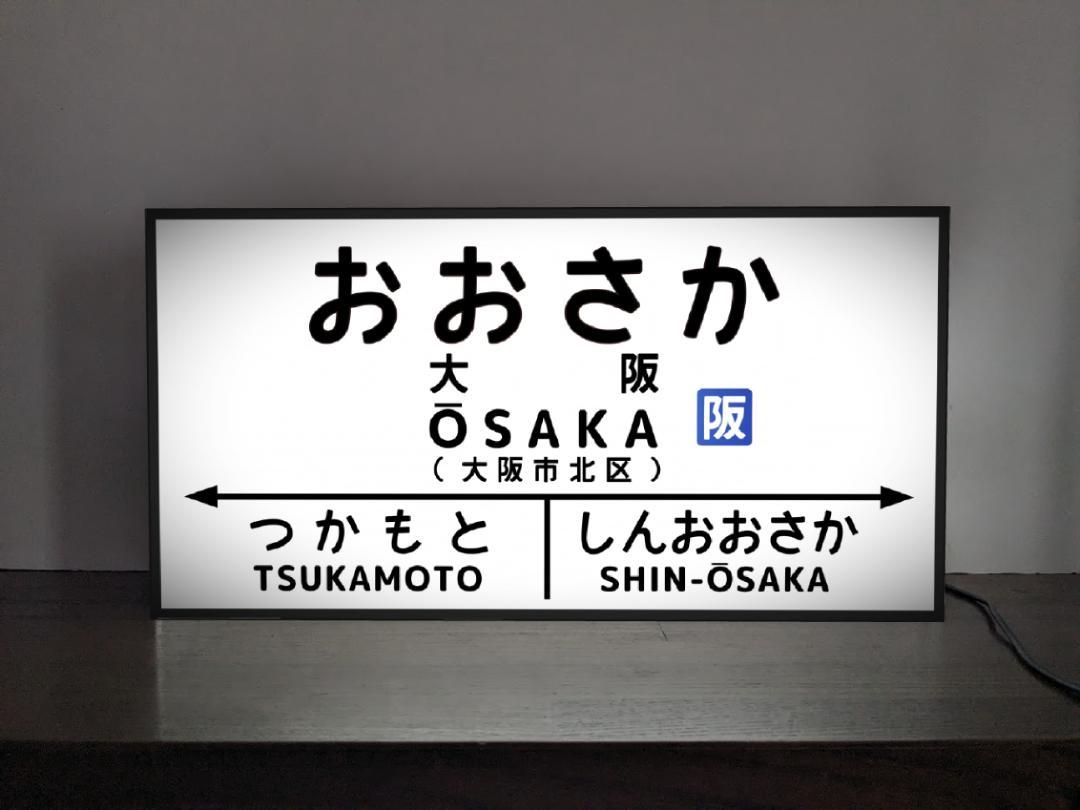 おおさか
大阪
ŌSAKA 阪
(大阪市北区)
つかもと しんおおさか
TSUKAMOTO SHIN-ŌSAKA